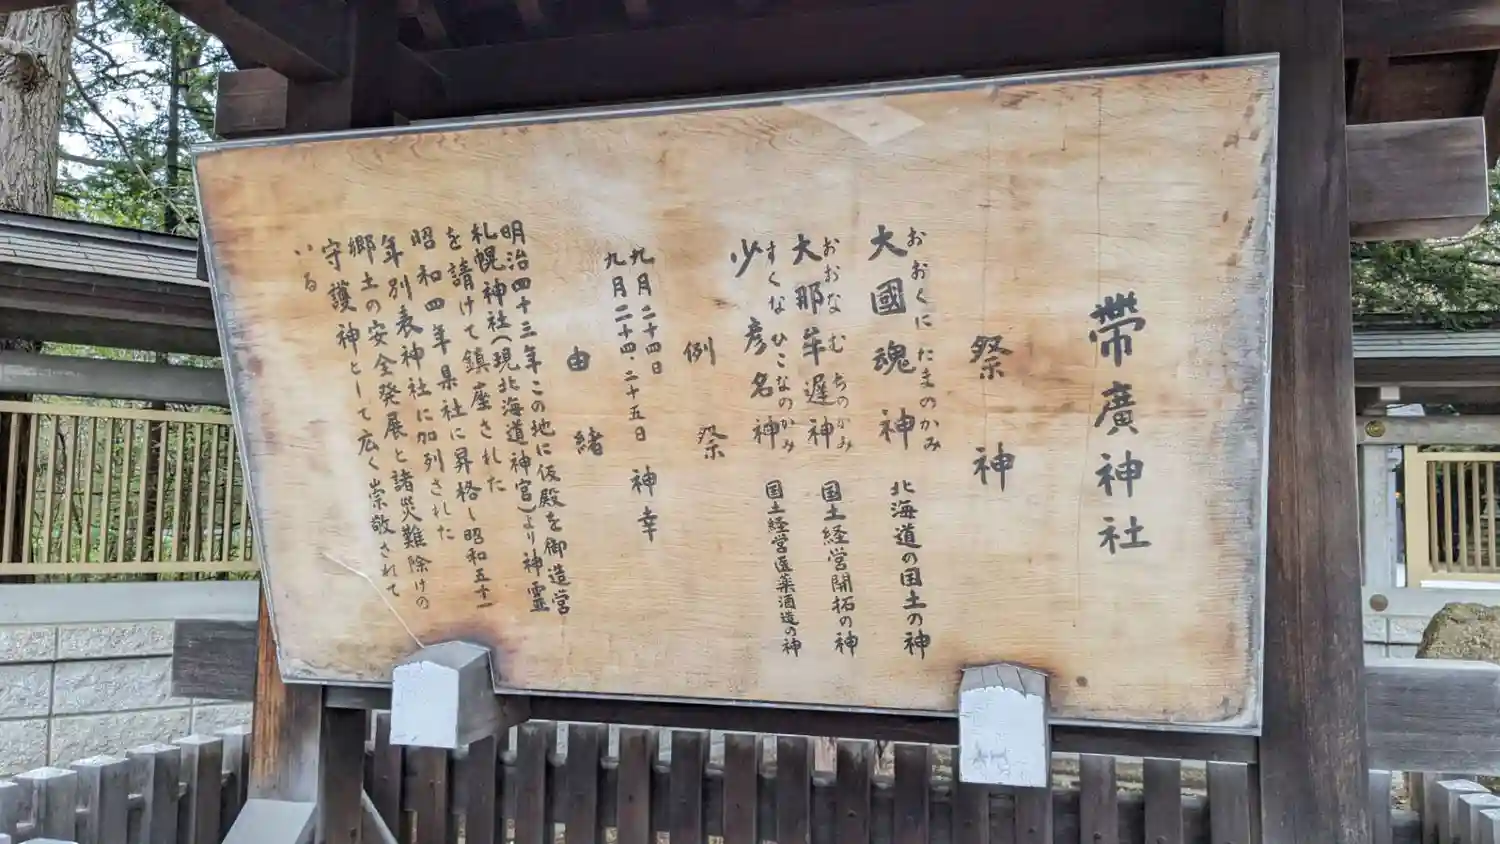 帶廣神社
祭神
おおくにたまのかみ
大國魂神 北海道の国土の神
おおなむちのかみ
大那牟遅神 国土経営開拓の神
すくなひこなのかみ
少彦名神 国土経営医薬酒造の神
例祭
九月二十四日
九月二十四・二十五日 神幸
由緒
明治四十三年この地に仮殿を御造営
札幌神社(現北海道神宮)より神霊
を請けて鎮座された
昭和四年県社に昇格し昭和五十一
年別表神社に加列された
郷土の安全発展と諸災難除けの
守護神として広く崇敬されて
いる